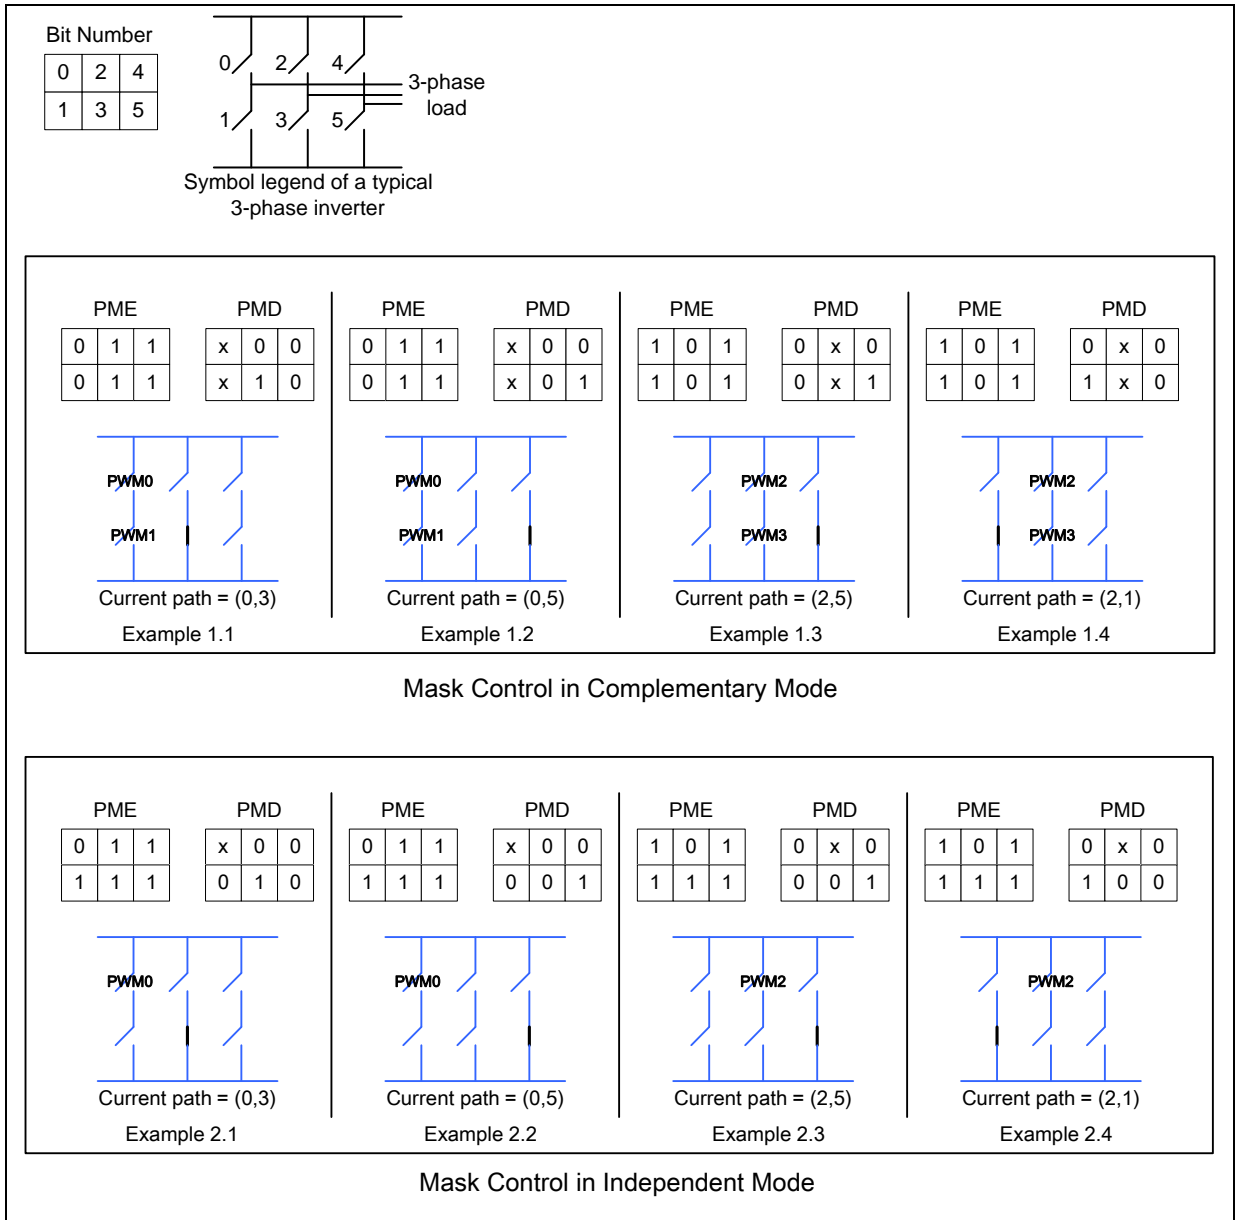 Bit Number
0 2 4
1 3 5
0 2 4
1 3 5
3-phase
load
Symbol legend of a typical
3-phase inverter
PME PMD PME PMD PME PMD PME PMD
0 1 1 x 0 0 0 1 1 x 0 0 1 0 1 0 x 0 1 0 1 0 x 0
0 1 1 x 1 0 0 1 1 x 0 1 1 0 1 0 x 1 1 0 1 1 x 0
PWM0 PWM0 PWM2 PWM2
PWM1 PWM1 PWM3 PWM3
Current path = (0,3) Current path = (0,5) Current path = (2,5) Current path = (2,1)
Example 1.1 Example 1.2 Example 1.3 Example 1.4
Mask Control in Complementary Mode
PME PMD PME PMD PME PMD PME PMD
0 1 1 x 0 0 0 1 1 x 0 0 1 0 1 0 x 0 1 0 1 0 x 0
1 1 1 0 1 0 1 1 1 0 0 1 1 1 1 0 0 1 1 1 1 1 0 0
PWM0 PWM0 PWM2 PWM2
Current path = (0,3) Current path = (0,5) Current path = (2,5) Current path = (2,1)
Example 2.1 Example 2.2 Example 2.3 Example 2.4
Mask Control in Independent Mode